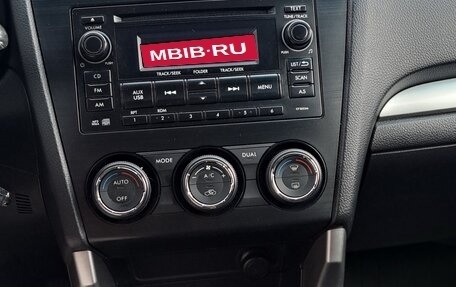 TEXT
VOLUME
TUNE/TRACK
MBIB-RU
TRACK/SEEK FOLDER TRACK/SEEK
CD
FM
AM
AUX
USB
MENU
LIST/
SCAN
A.S
RPT RDM
1 2 3 4 5 6
MODE
DUAL
AUTO
OFF
A/C